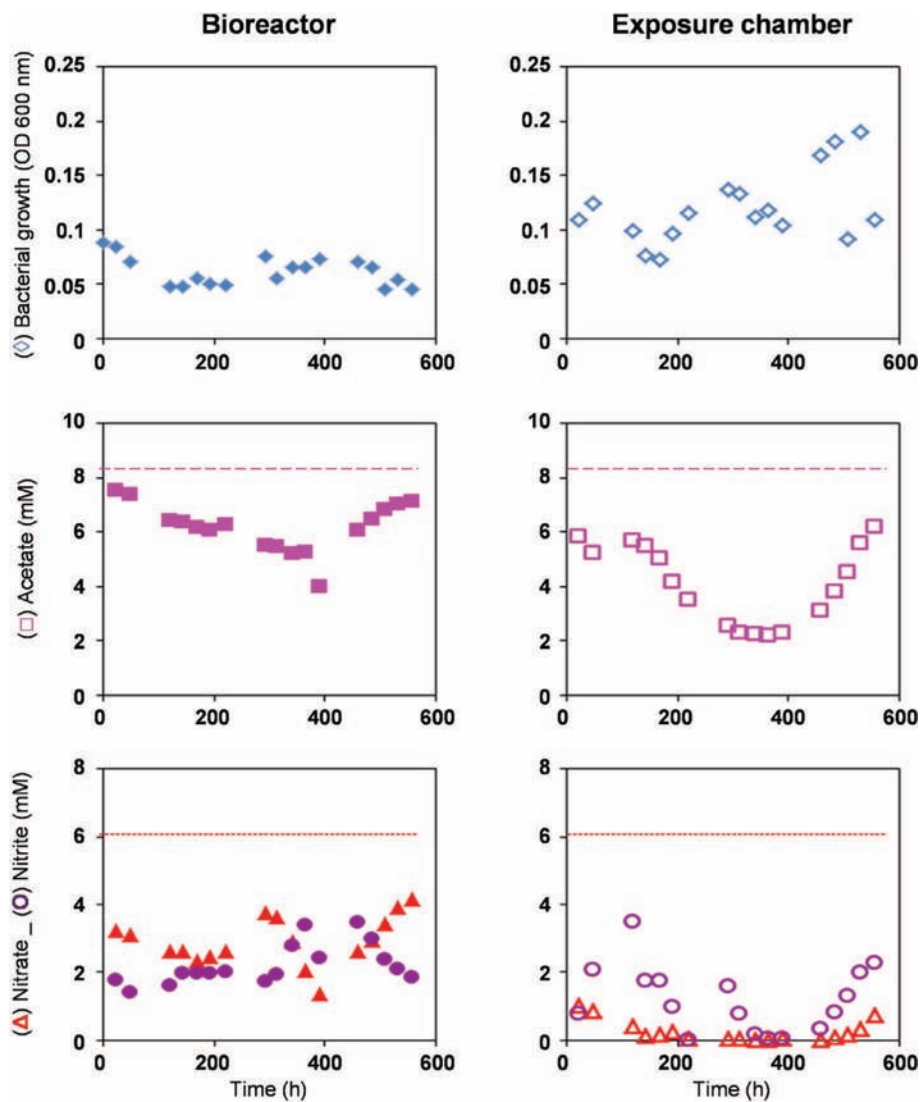 Bioreactor
Exposure chamber
(◇) Bacterial growth (OD 600 nm)
0.25
0.2
0.15
0.1
0.05
0
0 200 400 600
0.25
0.2
0.15
0.1
0.05
0
0 200 400 600
(□) Acetate (mM)
10
8
6
4
2
0
0 200 400 600
10
8
6
4
2
0
0 200 400 600
(△) Nitrate _ (○) Nitrite (mM)
8
6
4
2
0
0 200 400 600
Time (h)
8
6
4
2
0
0 200 400 600
Time (h)